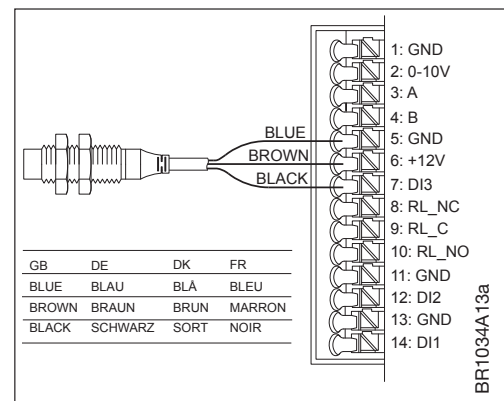 1: GND
2: 0-10V
3: A
4: B
5: GND
6: +12V
7: DI3
8: RL_NC
9: RL_C
10: RL_NO
11: GND
12: DI2
13: GND
14: DI1
BLUE
BROWN
BLACK
GB DE DK FR
BLUE BLAU BLÅ BLEU
BROWN BRAUN BRUN MARRON
BLACK SCHWARZ SORT NOIR
BR1034A13a